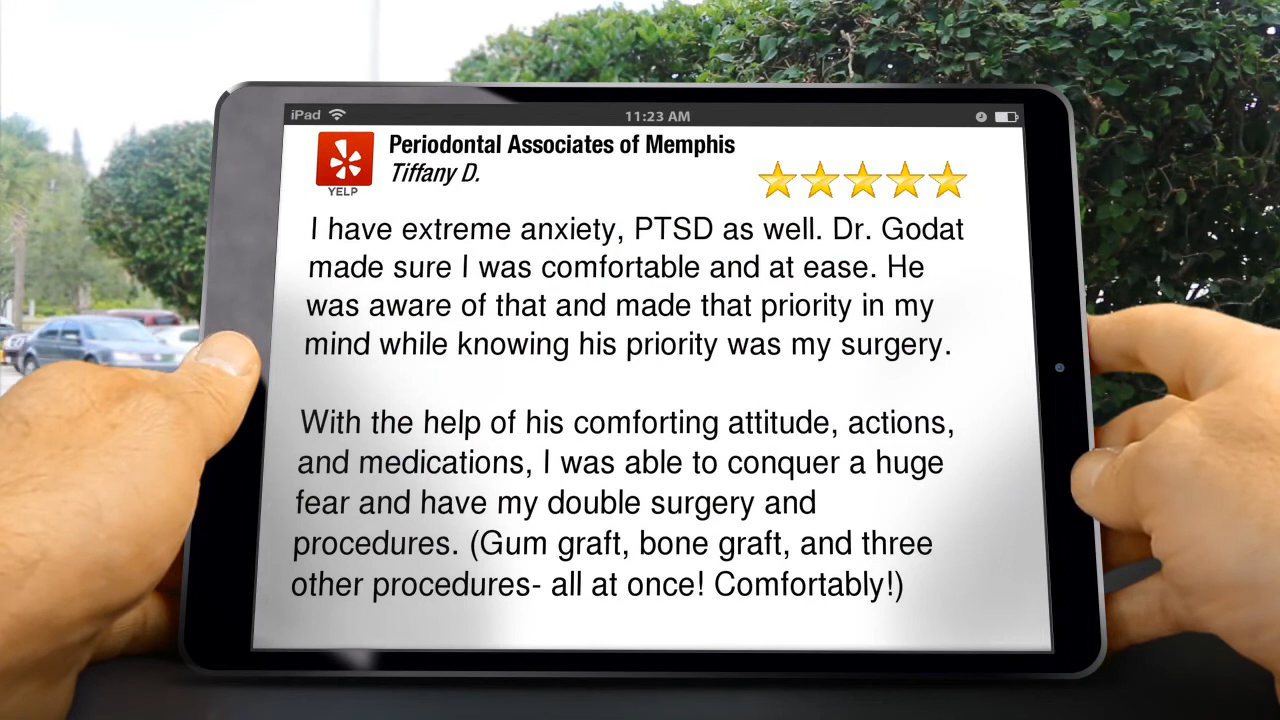 iPad
11:23 AM
YELP
Periodontal Associates of Memphis
Tiffany D.
I have extreme anxiety, PTSD as well. Dr. Godat
made sure I was comfortable and at ease. He
was aware of that and made that priority in my
mind while knowing his priority was my surgery.
With the help of his comforting attitude, actions,
and medications, I was able to conquer a huge
fear and have my double surgery and
procedures. (Gum graft, bone graft, and three
other procedures- all at once! Comfortably!)